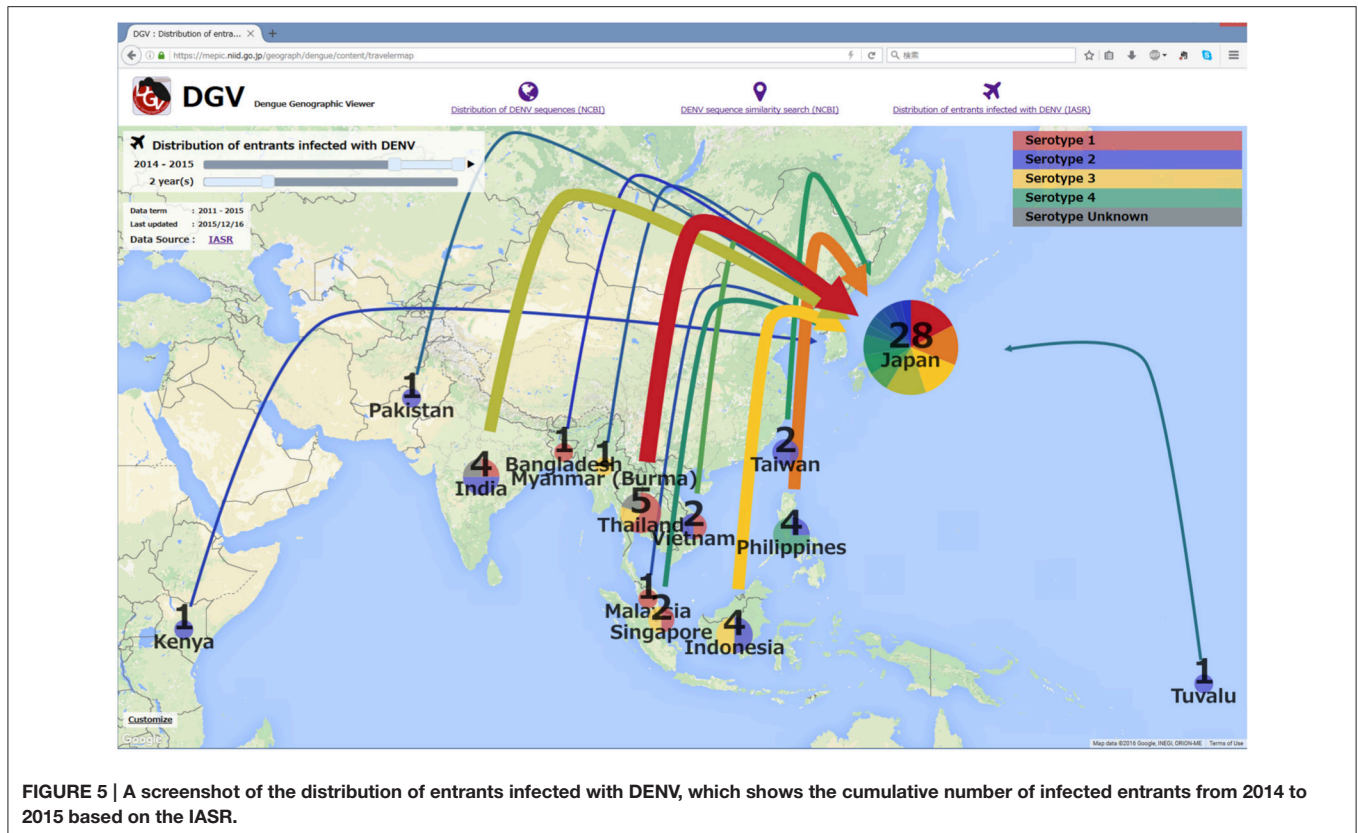 DGV : Distribution of entra...
https://mepic.niid.go.jp/geograph/dengue/content/travelermap
検索
DGV
DGV Dengue Genographic Viewer
Distribution of DENV sequences (NCBI)
DENV sequence similarity search (NCBI)
Distribution of entrants infected with DENV (IASR)
Distribution of entrants infected with DENV
2014 - 2015
2 year(s)
Data term : 2011 - 2015
Last updated : 2015/12/16
Data Source : IASR
Serotype 1
Serotype 2
Serotype 3
Serotype 4
Serotype Unknown
28
Japan
1
Pakistan
4
India
1
Bangladesh
1
Myanmar (Burma)
5
Thailand
2
Vietnam
2
Taiwan
4
Philippines
1
Malaysia
2
Singapore
4
Indonesia
1
Kenya
1
Tuvalu
Customize
Google
Map data ©2016 Google, INEGI, ORION-ME
Terms of Use
FIGURE 5 | A screenshot of the distribution of entrants infected with DENV, which shows the cumulative number of infected entrants from 2014 to
2015 based on the IASR.